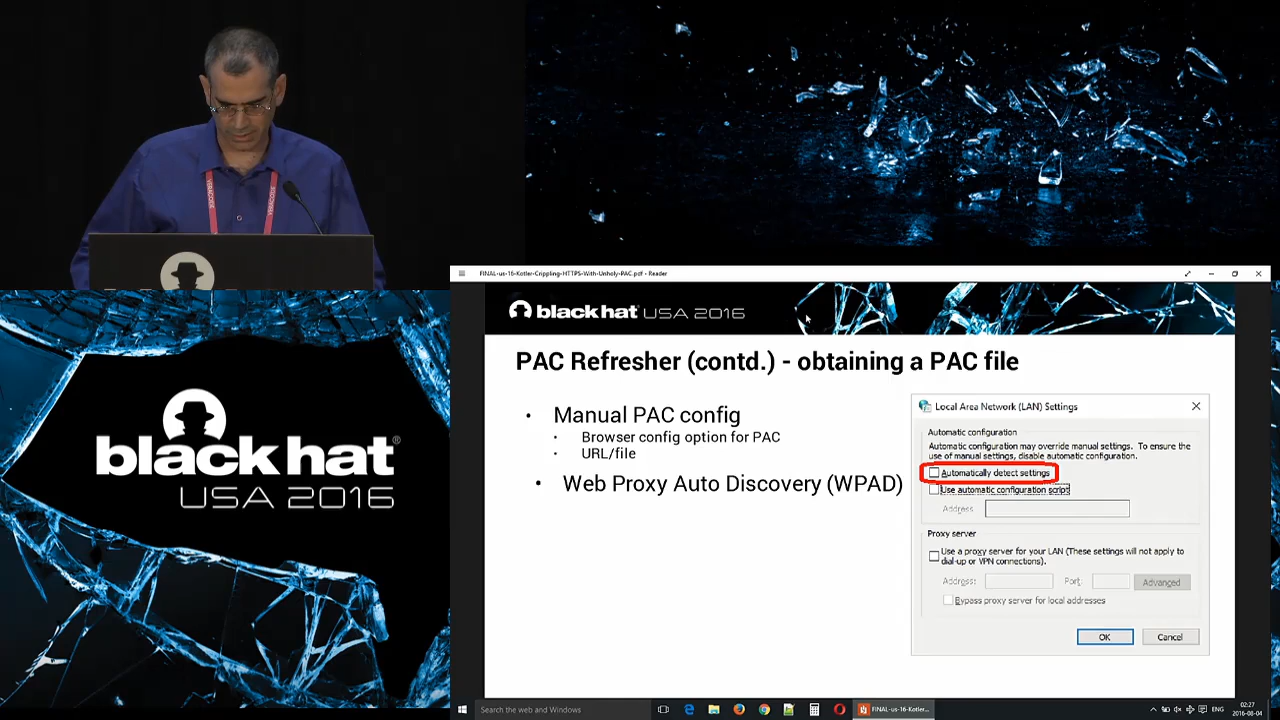 black hat®
USA 2016
FINAL-us-16-Kotler-Crippling-HTTPS-With-Unholy-PAC.pdf - Reader
black hat USA 2016
PAC Refresher (contd.) - obtaining a PAC file
• Manual PAC config
• Browser config option for PAC
• URL/file
• Web Proxy Auto Discovery (WPAD)
Local Area Network (LAN) Settings
Automatic configuration
Automatic configuration may override manual settings. To ensure the
use of manual settings, disable automatic configuration.
Automatically detect settings
Use automatic configuration script
Address
Proxy server
Use a proxy server for your LAN (These settings will not apply to
dial-up or VPN connections).
Address: Port: Advanced
Bypass proxy server for local addresses
OK Cancel
Search the web and Windows
FINAL-us-16-Kotler...
ENG
02:27
2016-08-04